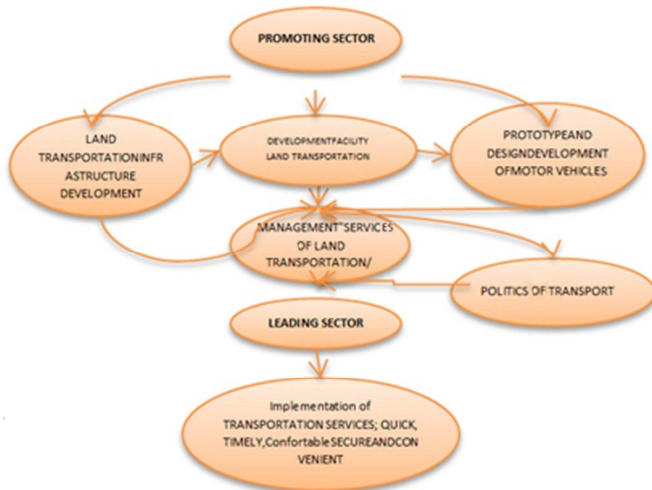 PROMOTING SECTOR
LAND
TRANSPORTATIONINFR
ASTRUCTURE
DEVELOPMENT
DEVELOPMENTFACILITY
LAND TRANSPORTATION
PROTOTYPEAND
DESIGNDEVELOPMENT
OFMOTOR VEHICLES
MANAGEMENT SERVICES
OF LAND
TRANSPORTATION/
POLITICS OF TRANSPORT
LEADING SECTOR
Implementation of
TRANSPORTATION SERVICES; QUICK,
TIMELY,ConfortableSECUREANDCON
VENIENT